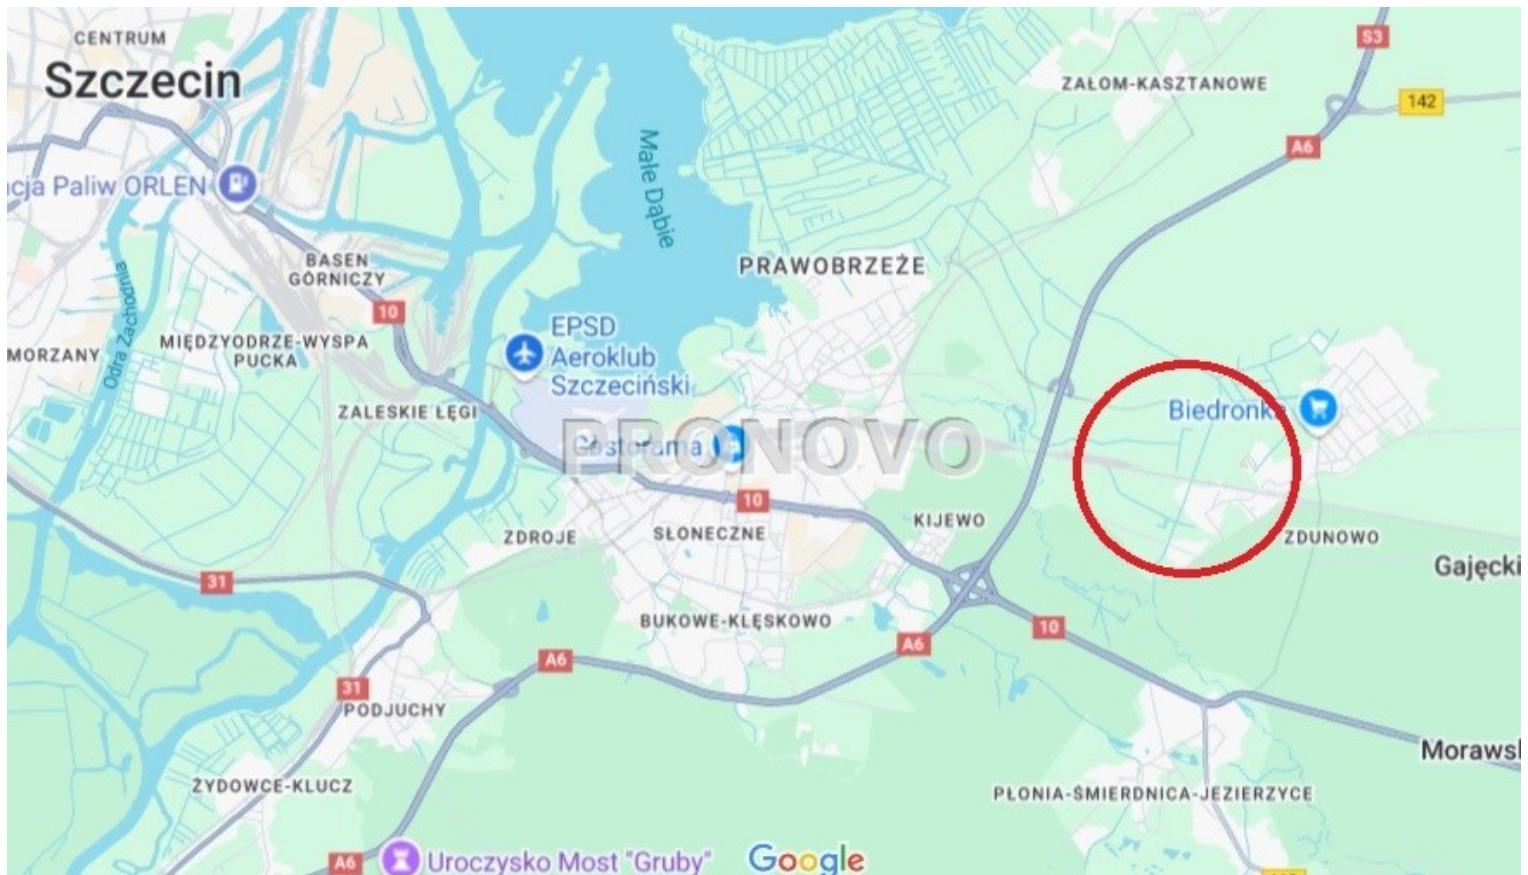 CENTRUM
Szczecin
S3
ZAŁOM-KASZTANOWE
142
A6
cja Paliw ORLEN
Małe Dąbie
BASEN
GÓRNICZY
PRAWOBRZEŻE
Odra Zachodnia
10
EPSD
Aeroklub
Szczeciński
MORZANY
MIĘDZYODRZE-WYSPA
PUCKA
ZALESKIE ŁĘGI
Biedronka
Castorama
PRONOVO
10
KIJEWO
ZDROJE
SŁONECZNE
ZDUNOWO
Gajęcki
31
BUKOWE-KLĘSKOWO
10
A6
A6
31
PODJUCHY
Morawsk
ŻYDOWCE-KLUCZ
PŁONIA-ŚMIERDNICA-JEZIERZYCE
A6
Uroczysko Most "Gruby"
Google